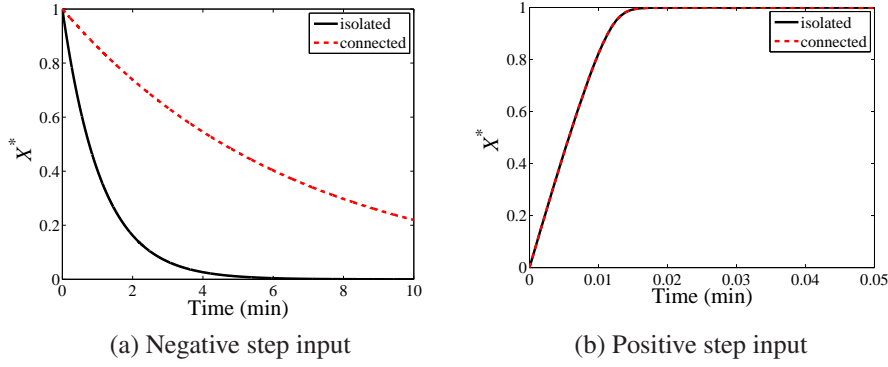 1
0.8
0.6
0.4
0.2
0
X*
0 2 4 6 8 10
Time (min)
isolated
connected
(a) Negative step input
1
0.8
0.6
0.4
0.2
0
X*
0 0.01 0.02 0.03 0.04 0.05
Time (min)
isolated
connected
(b) Positive step input